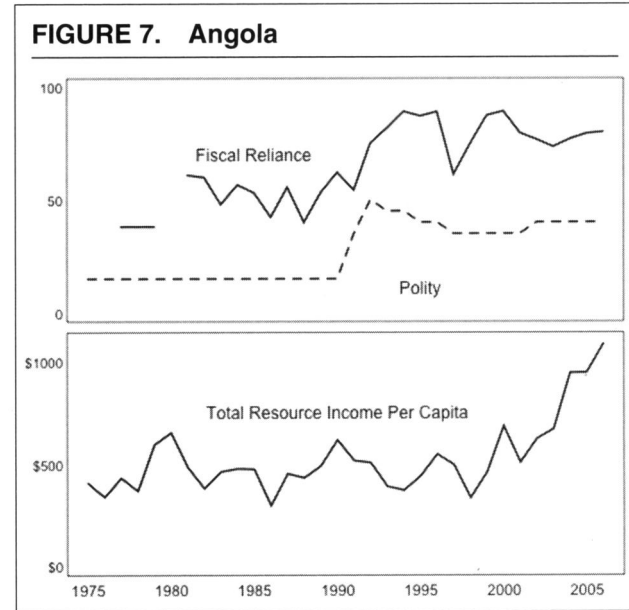 FIGURE 7. Angola
100
Fiscal Reliance
50
Polity
0
$1000
Total Resource Income Per Capita
$500
$0
1975 1980 1985 1990 1995 2000 2005